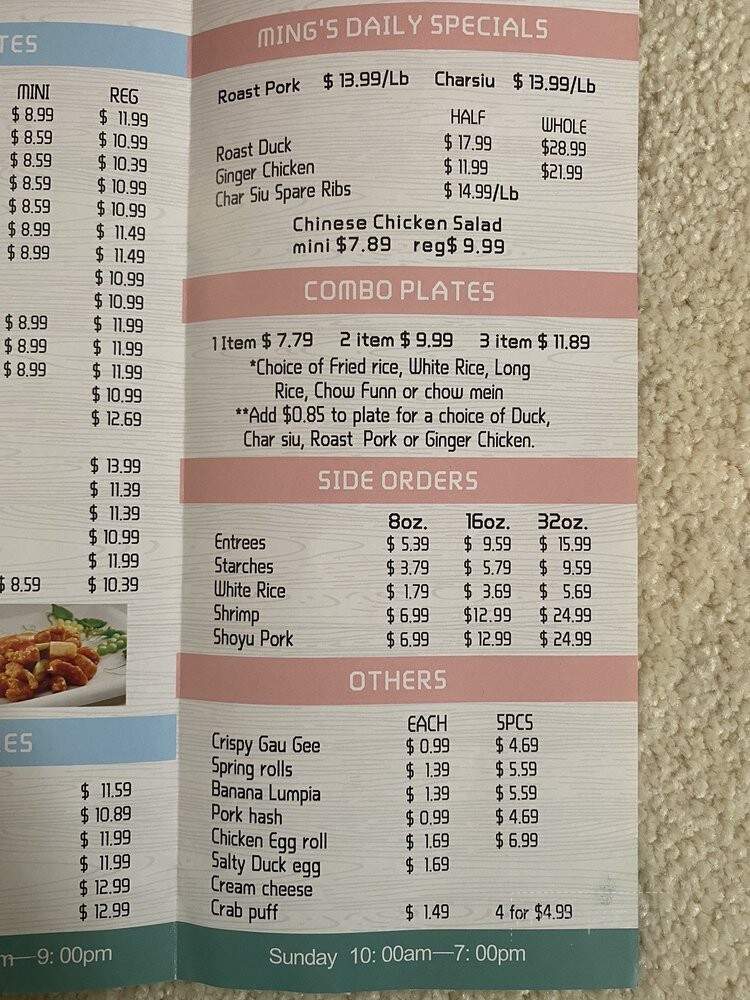 TES
MINI REG
$ 8.99 $ 11.99
$ 8.59 $ 10.99
$ 8.59 $ 10.39
$ 8.59 $ 10.99
$ 8.59 $ 10.99
$ 8.99 $ 11.49
$ 8.99 $ 11.49
$ 10.99
$ 10.99
$ 8.99 $ 11.99
$ 8.99 $ 11.99
$ 8.99 $ 11.99
$ 10.99
$ 12.69
$ 13.99
$ 11.39
$ 11.39
$ 10.99
$ 11.99
$ 8.59 $ 10.39
ES
$ 11.59
$ 10.89
$ 11.99
$ 11.99
$ 12.99
$ 12.99
m—9: 00pm
MING'S DAILY SPECIALS
Roast Pork $ 13.99/Lb Charsiu $ 13.99/Lb
HALF WHOLE
Roast Duck $ 17.99 $28.99
Ginger Chicken $ 11.99 $21.99
Char Siu Spare Ribs $ 14.99/Lb
Chinese Chicken Salad
mini $7.89 reg$ 9.99
COMBO PLATES
1 Item $ 7.79 2 item $ 9.99 3 item $ 11.89
*Choice of Fried rice, White Rice, Long
Rice, Chow Funn or chow mein
**Add $0.85 to plate for a choice of Duck,
Char siu, Roast Pork or Ginger Chicken.
SIDE ORDERS
8oz. 16oz. 32oz.
Entrees $ 5.39 $ 9.59 $ 15.99
Starches $ 3.79 $ 5.79 $ 9.59
White Rice $ 1.79 $ 3.69 $ 5.69
Shrimp $ 6.99 $12.99 $ 24.99
Shoyu Pork $ 6.99 $ 12.99 $ 24.99
OTHERS
EACH 5PCS
Crispy Gau Gee $ 0.99 $ 4.69
Spring rolls $ 1.39 $ 5.59
Banana Lumpia $ 1.39 $ 5.59
Pork hash $ 0.99 $ 4.69
Chicken Egg roll $ 1.69 $ 6.99
Salty Duck egg $ 1.69
Cream cheese
Crab puff $ 1.49 4 for $4.99
Sunday 10: 00am—7: 00pm